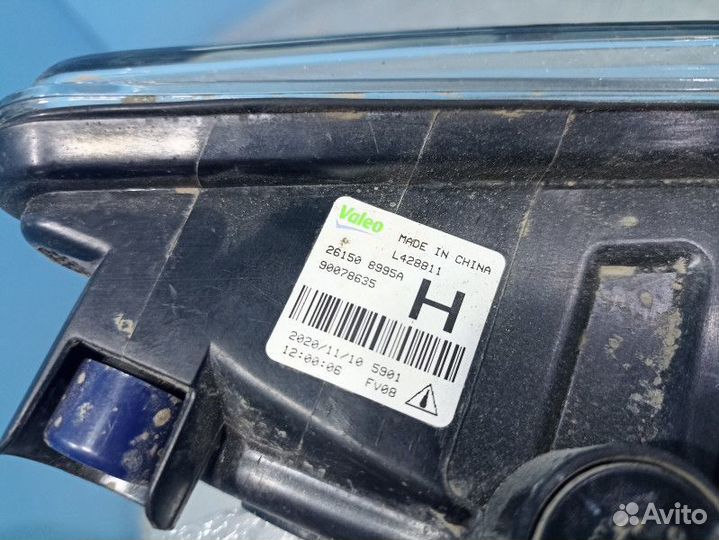 Valeo
MADE IN CHINA
L428811
26150 8995A
90078635
H
2020/11/10 5901
12:00:06 FV08
Avito